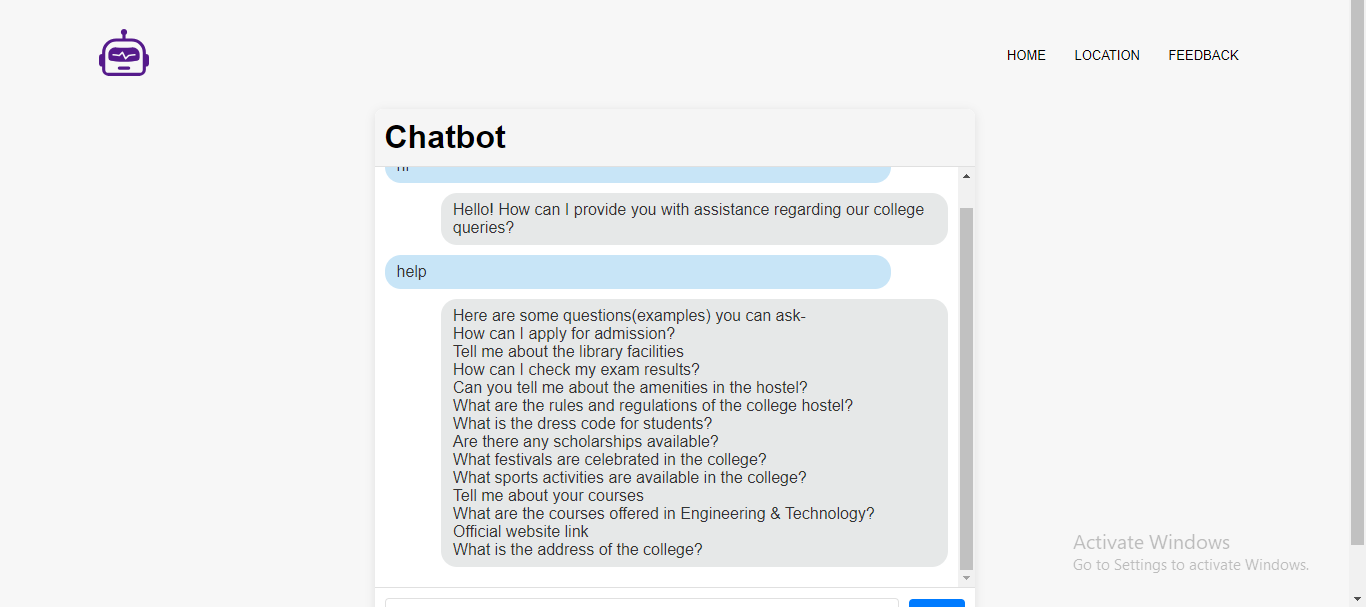 HOME LOCATION FEEDBACK
Chatbot
Hello! How can I provide you with assistance regarding our college
queries?
help
Here are some questions(examples) you can ask-
How can I apply for admission?
Tell me about the library facilities
How can I check my exam results?
Can you tell me about the amenities in the hostel?
What are the rules and regulations of the college hostel?
What is the dress code for students?
Are there any scholarships available?
What festivals are celebrated in the college?
What sports activities are available in the college?
Tell me about your courses
What are the courses offered in Engineering & Technology?
Official website link
What is the address of the college?
Activate Windows
Go to Settings to activate Windows.